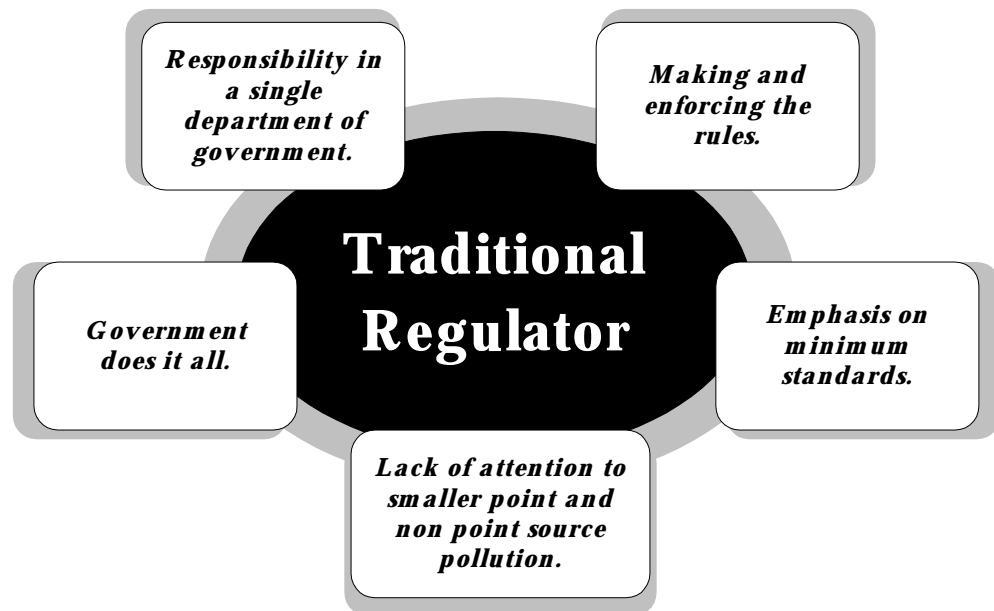 Responsibility in
a single
department of
government.
Making and
enforcing the
rules.
Traditional
Regulator
Government
does it all.
Emphasis on
minimum
standards.
Lack of attention to
smaller point and
non point source
pollution.